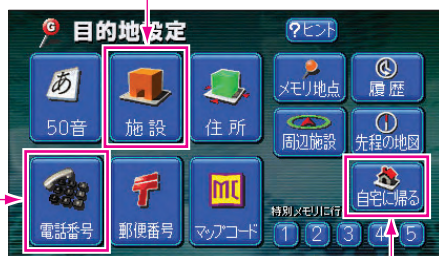 G 目的地設定
?ヒント
あ
50音
施設
住所
メモリ地点
履歴
周辺施設
先程の地図
〒
MC
電話番号
郵便番号
マップコード
自宅に帰る
特別メモリに行
1 2 3 4 5